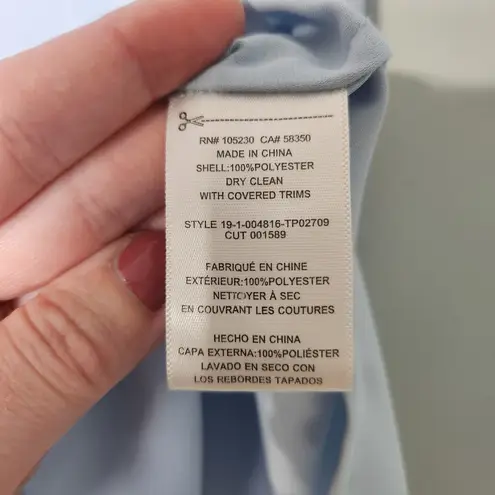 RN# 105230 CA# 58350
MADE IN CHINA
SHELL:100%POLYESTER
DRY CLEAN
WITH COVERED TRIMS
STYLE 19-1-004816-TP02709
CUT 001589
FABRIQUÉ EN CHINE
EXTÉRIEUR:100%POLYESTER
NETTOYER À SEC
EN COUVRANT LES COUTURES
HECHO EN CHINA
CAPA EXTERNA:100%POLIÉSTER
LAVADO EN SECO CON
LOS REBORDES TAPADOS